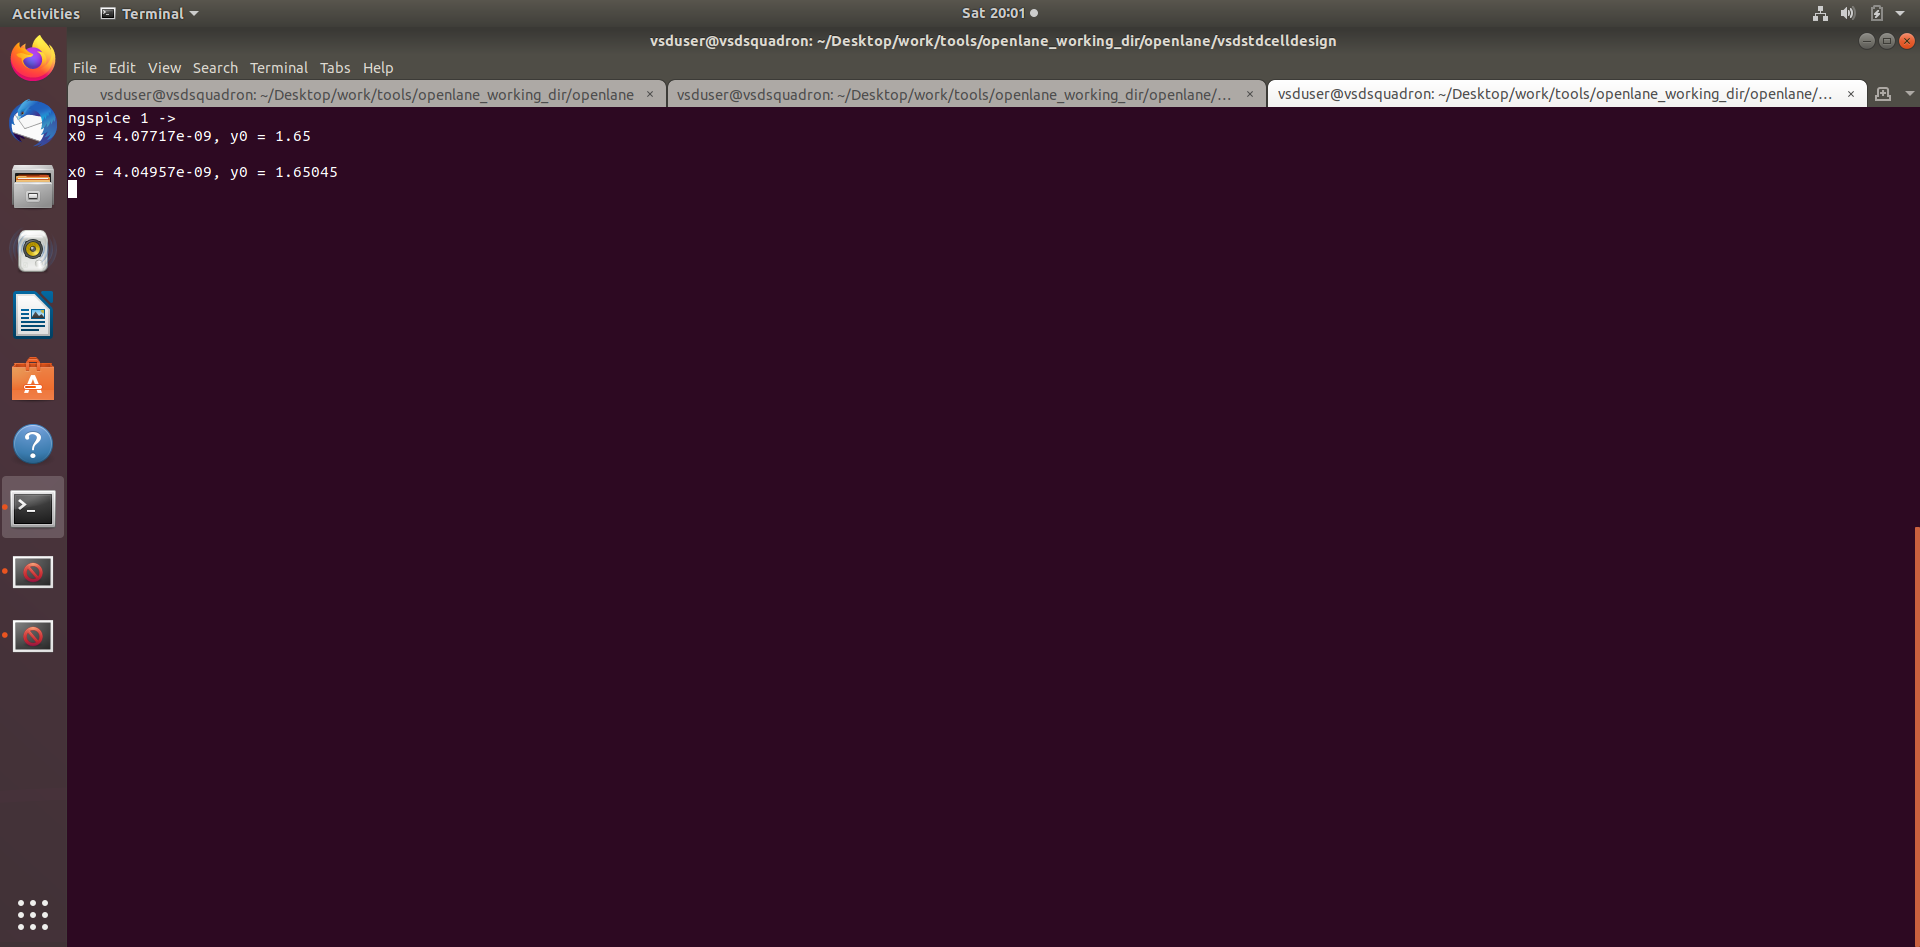 Activities Terminal Sat 20:01
vsduser@vsdsquadron: ~/Desktop/work/tools/openlane_working_dir/openlane/vsdstdcelldesign
File Edit View Search Terminal Tabs Help
vsduser@vsdsquadron: ~/Desktop/work/tools/openlane_working_dir/openlane × vsduser@vsdsquadron: ~/Desktop/work/tools/openlane_working_dir/openlane/... × vsduser@vsdsquadron: ~/Desktop/work/tools/openlane_working_dir/openlane/... ×
ngspice 1 ->
x0 = 4.07717e-09, y0 = 1.65
x0 = 4.04957e-09, y0 = 1.65045